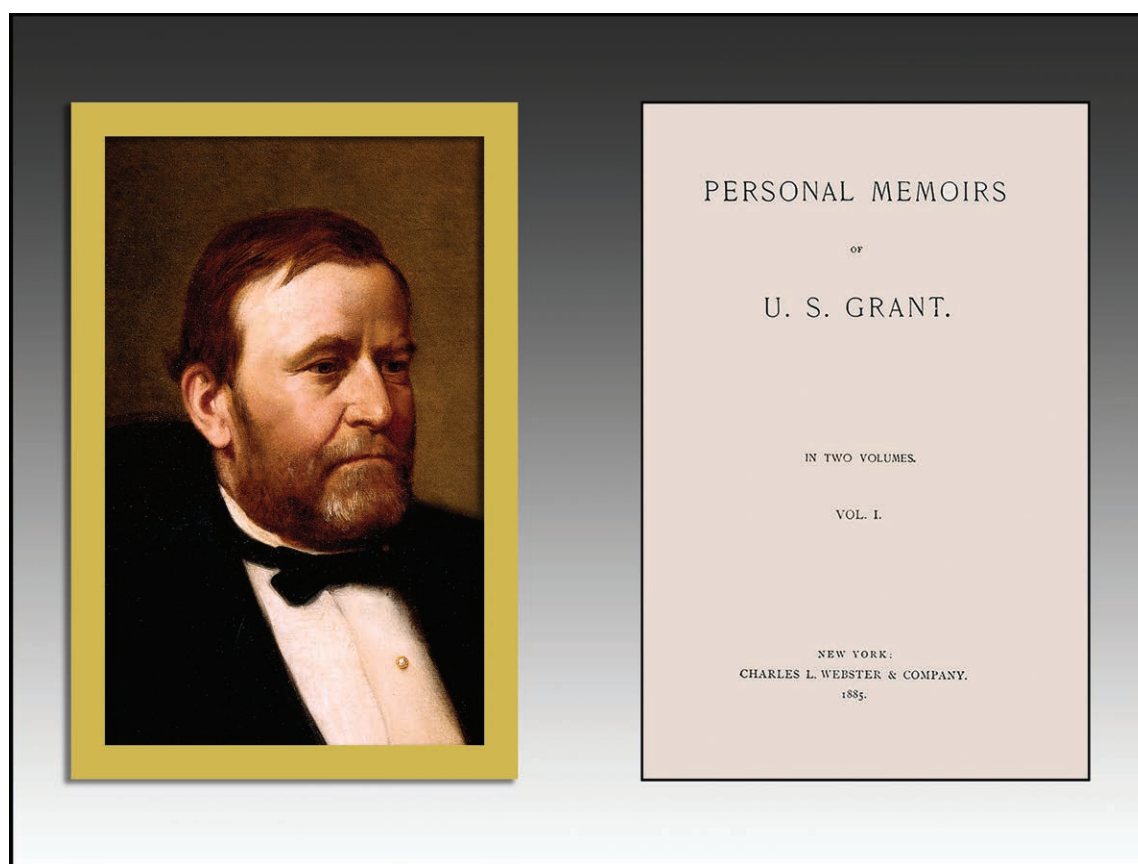 PERSONAL MEMOIRS
OF
U. S. GRANT.
IN TWO VOLUMES.
VOL. I.
NEW YORK:
CHARLES L. WEBSTER & COMPANY.
1885.